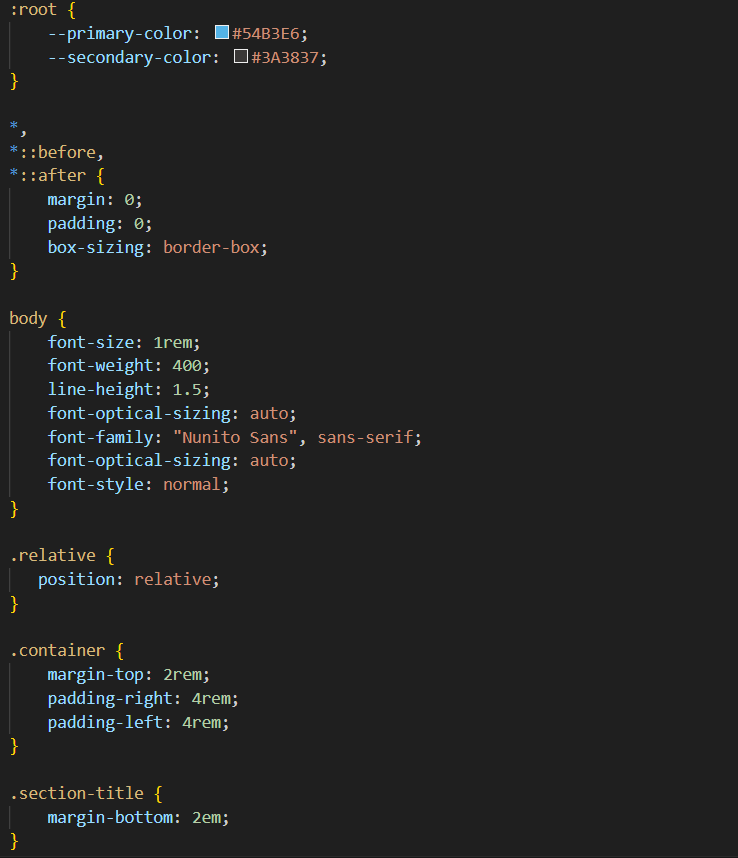 :root {
    --primary-color: #54B3E6;
    --secondary-color: #3A3837;
}

*,
*::before,
*::after {
    margin: 0;
    padding: 0;
    box-sizing: border-box;
}

body {
    font-size: 1rem;
    font-weight: 400;
    line-height: 1.5;
    font-optical-sizing: auto;
    font-family: "Nunito Sans", sans-serif;
    font-optical-sizing: auto;
    font-style: normal;
}

.relative {
   position: relative;
}

.container {
    margin-top: 2rem;
    padding-right: 4rem;
    padding-left: 4rem;
}

.section-title {
    margin-bottom: 2em;
}